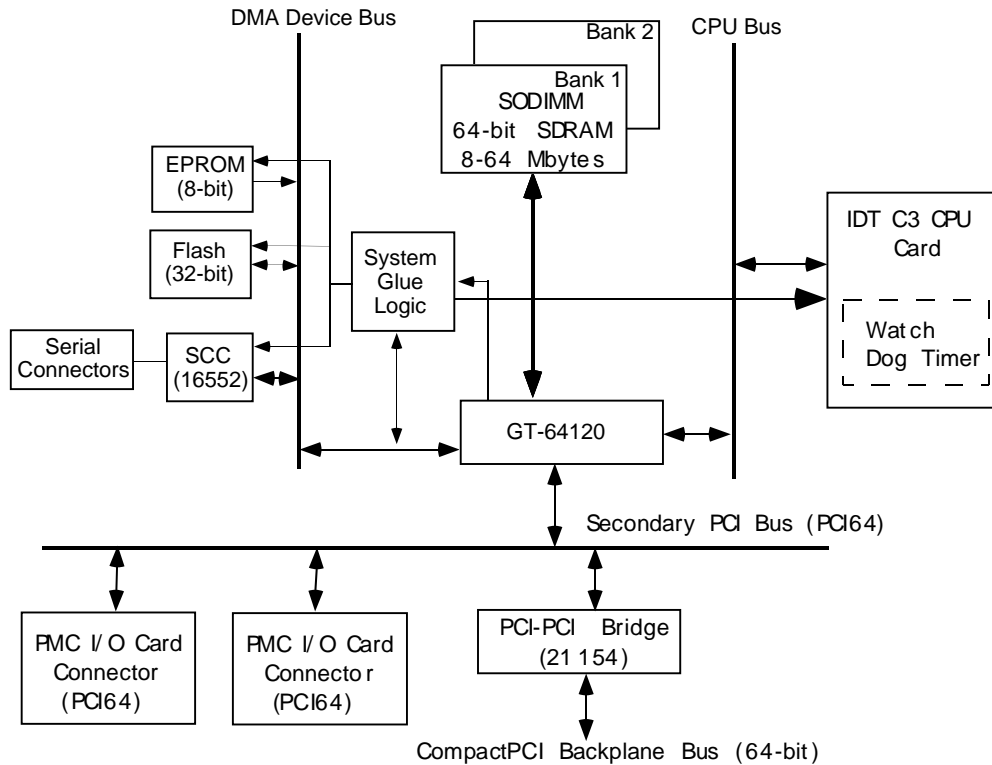 DMA Device Bus
Bank 2
CPU Bus
Bank 1
SODIMM
64-bit SDRAM
8-64 Mbytes
EPROM
(8-bit)
Flash
(32-bit)
System
Glue
Logic
IDT C3 CPU
Card
Watch
Dog Timer
Serial
Connectors
SCC
(16552)
GT-64120
Secondary PCI Bus (PCI64)
PMC I/O Card
Connector
(PCI64)
PMC I/O Card
Connector
(PCI64)
PCI-PCI Bridge
(21154)
CompactPCI Backplane Bus (64-bit)